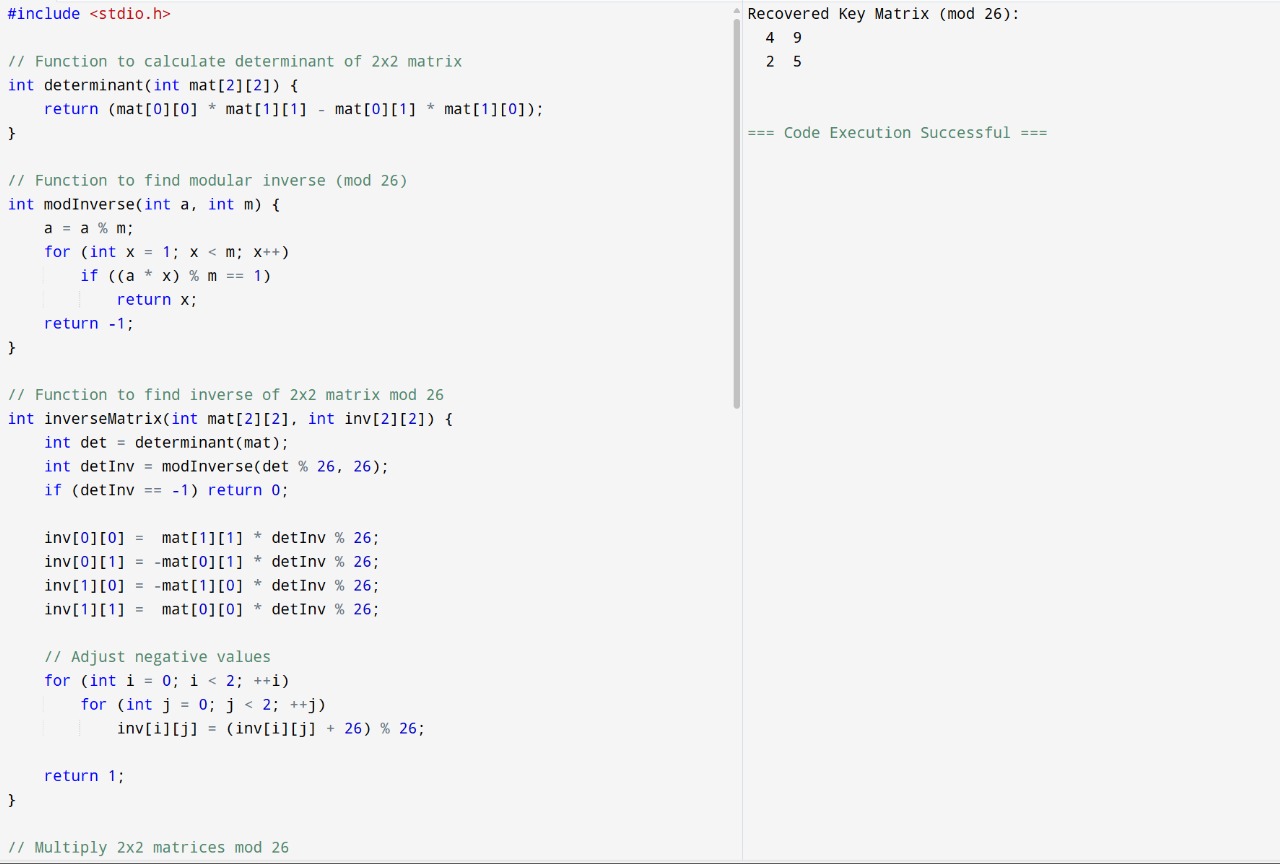 #include <stdio.h>

// Function to calculate determinant of 2x2 matrix
int determinant(int mat[2][2]) {
    return (mat[0][0] * mat[1][1] - mat[0][1] * mat[1][0]);
}

// Function to find modular inverse (mod 26)
int modInverse(int a, int m) {
    a = a % m;
    for (int x = 1; x < m; x++)
        if ((a * x) % m == 1)
            return x;
    return -1;
}

// Function to find inverse of 2x2 matrix mod 26
int inverseMatrix(int mat[2][2], int inv[2][2]) {
    int det = determinant(mat);
    int detInv = modInverse(det % 26, 26);
    if (detInv == -1) return 0;

    inv[0][0] =  mat[1][1] * detInv % 26;
    inv[0][1] = -mat[0][1] * detInv % 26;
    inv[1][0] = -mat[1][0] * detInv % 26;
    inv[1][1] =  mat[0][0] * detInv % 26;

    // Adjust negative values
    for (int i = 0; i < 2; ++i)
        for (int j = 0; j < 2; ++j)
            inv[i][j] = (inv[i][j] + 26) % 26;

    return 1;
}

// Multiply 2x2 matrices mod 26
Recovered Key Matrix (mod 26):
  4  9
  2  5

=== Code Execution Successful ===